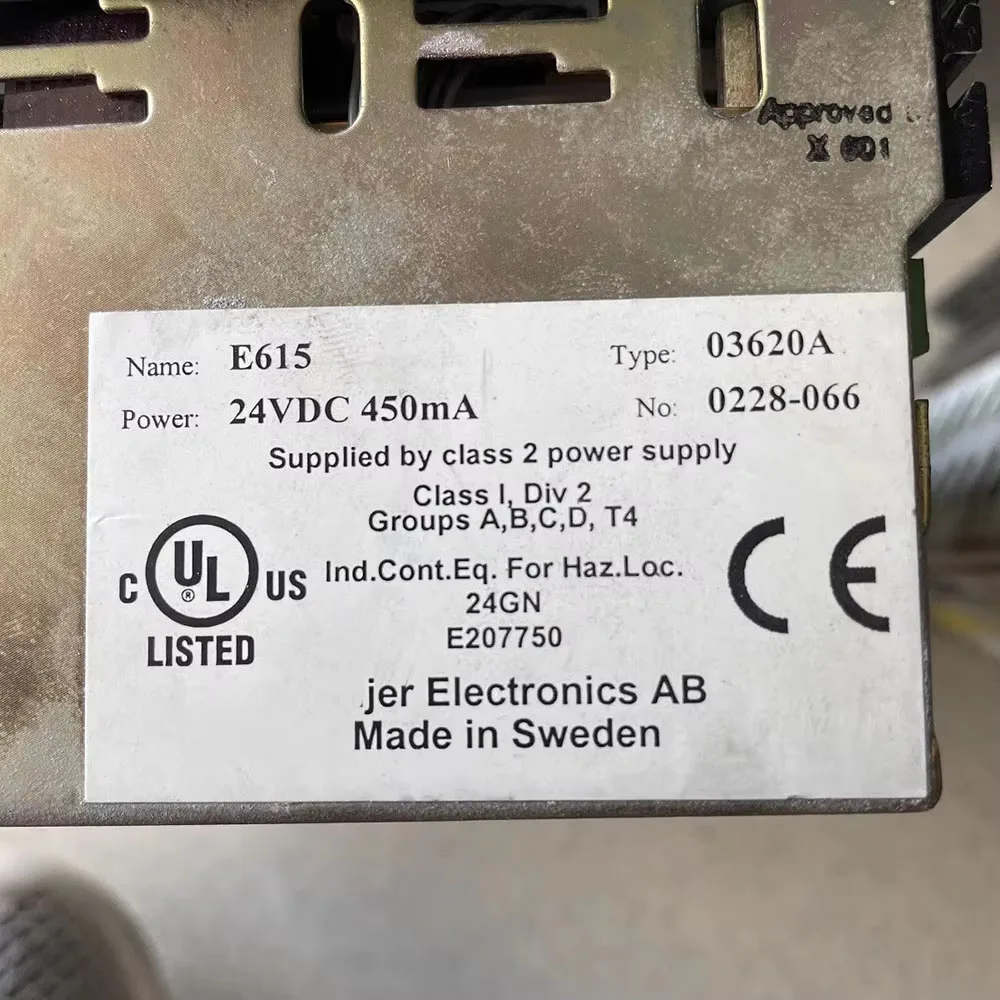 Approved
X 601
Name: E615 Type: 03620A
Power: 24VDC 450mA No: 0228-066
Supplied by class 2 power supply
Class I, Div 2
Groups A,B,C,D, T4
Ind.Cont.Eq. For Haz.Loc.
24GN
E207750
C UL ® US
LISTED
CE
jer Electronics AB
Made in Sweden